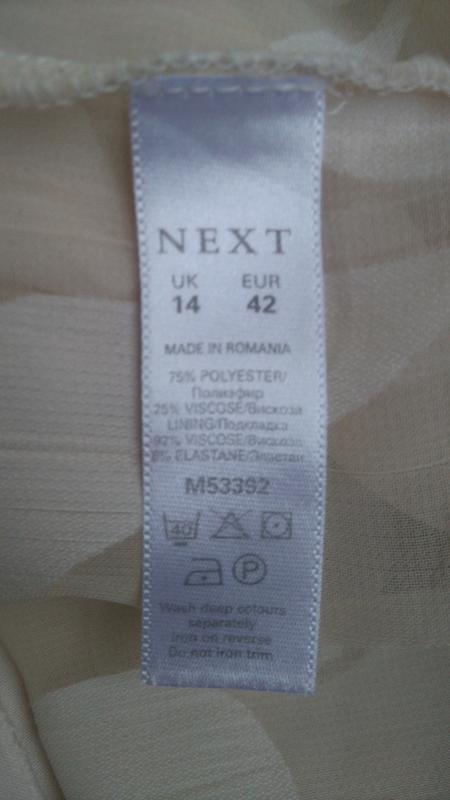 NEXT
UK EUR
14 42
MADE IN ROMANIA
75% POLYESTER/
Полиэфир
25% VISCOSE/Вискоза
LINING/Подкладка
92% VISCOSE/Вискоза
8% ELASTANE/Эластан
M53392
40
P
Wash deep colours
separately
Iron on reverse
Do not iron trim